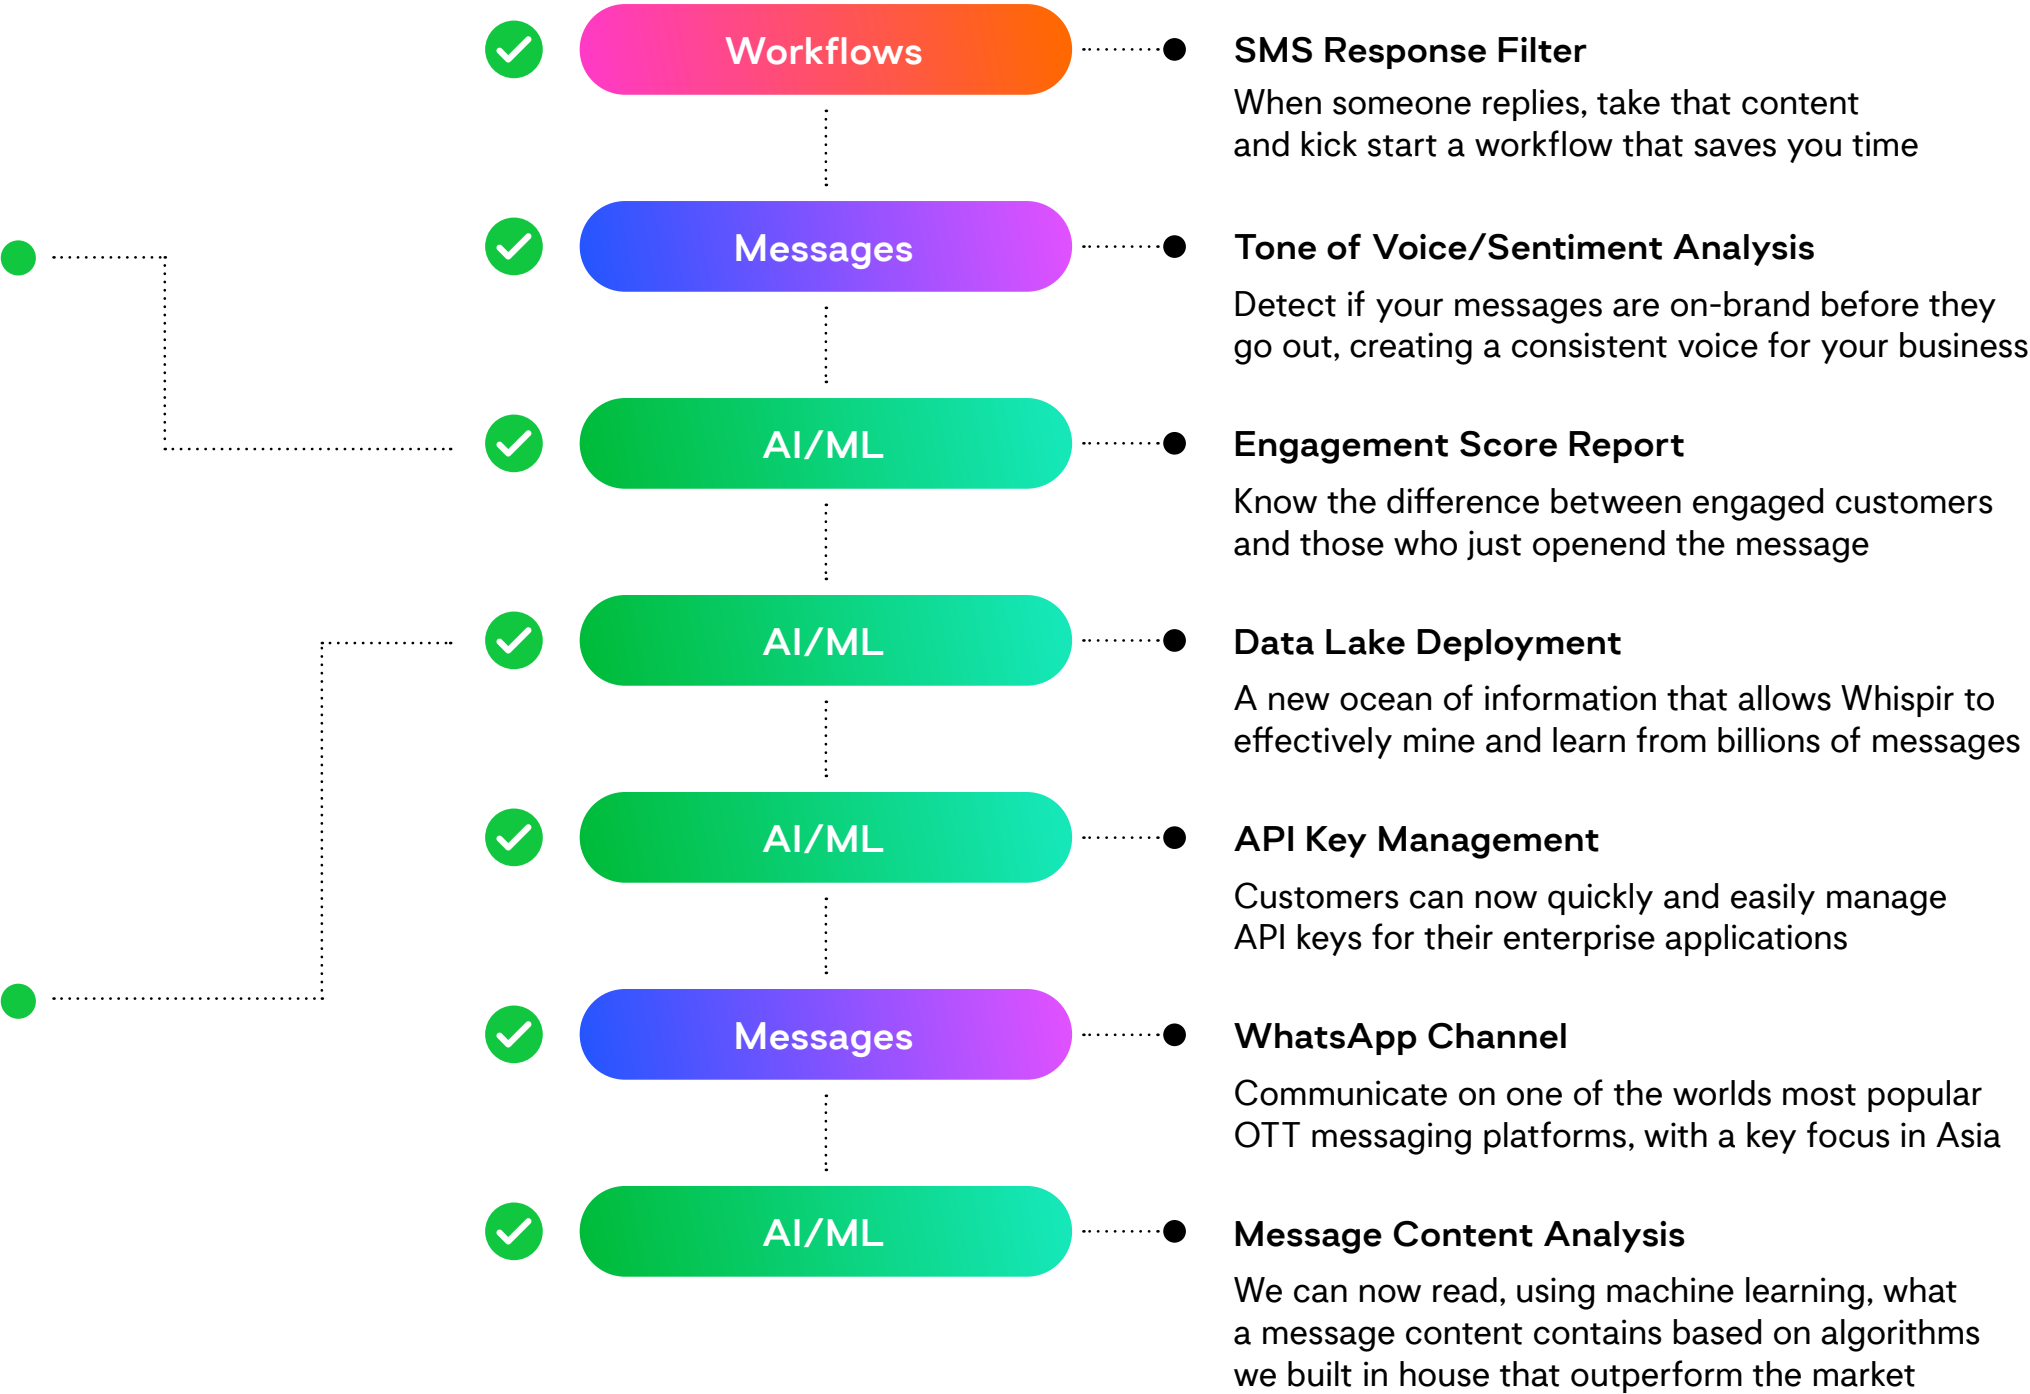 Workflows
SMS Response Filter
When someone replies, take that content
and kick start a workflow that saves you time
Messages
Tone of Voice/Sentiment Analysis
Detect if your messages are on-brand before they
go out, creating a consistent voice for your business
AI/ML
Engagement Score Report
Know the difference between engaged customers
and those who just openend the message
AI/ML
Data Lake Deployment
A new ocean of information that allows Whispir to
effectively mine and learn from billions of messages
AI/ML
API Key Management
Customers can now quickly and easily manage
API keys for their enterprise applications
Messages
WhatsApp Channel
Communicate on one of the worlds most popular
OTT messaging platforms, with a key focus in Asia
AI/ML
Message Content Analysis
We can now read, using machine learning, what
a message content contains based on algorithms
we built in house that outperform the market